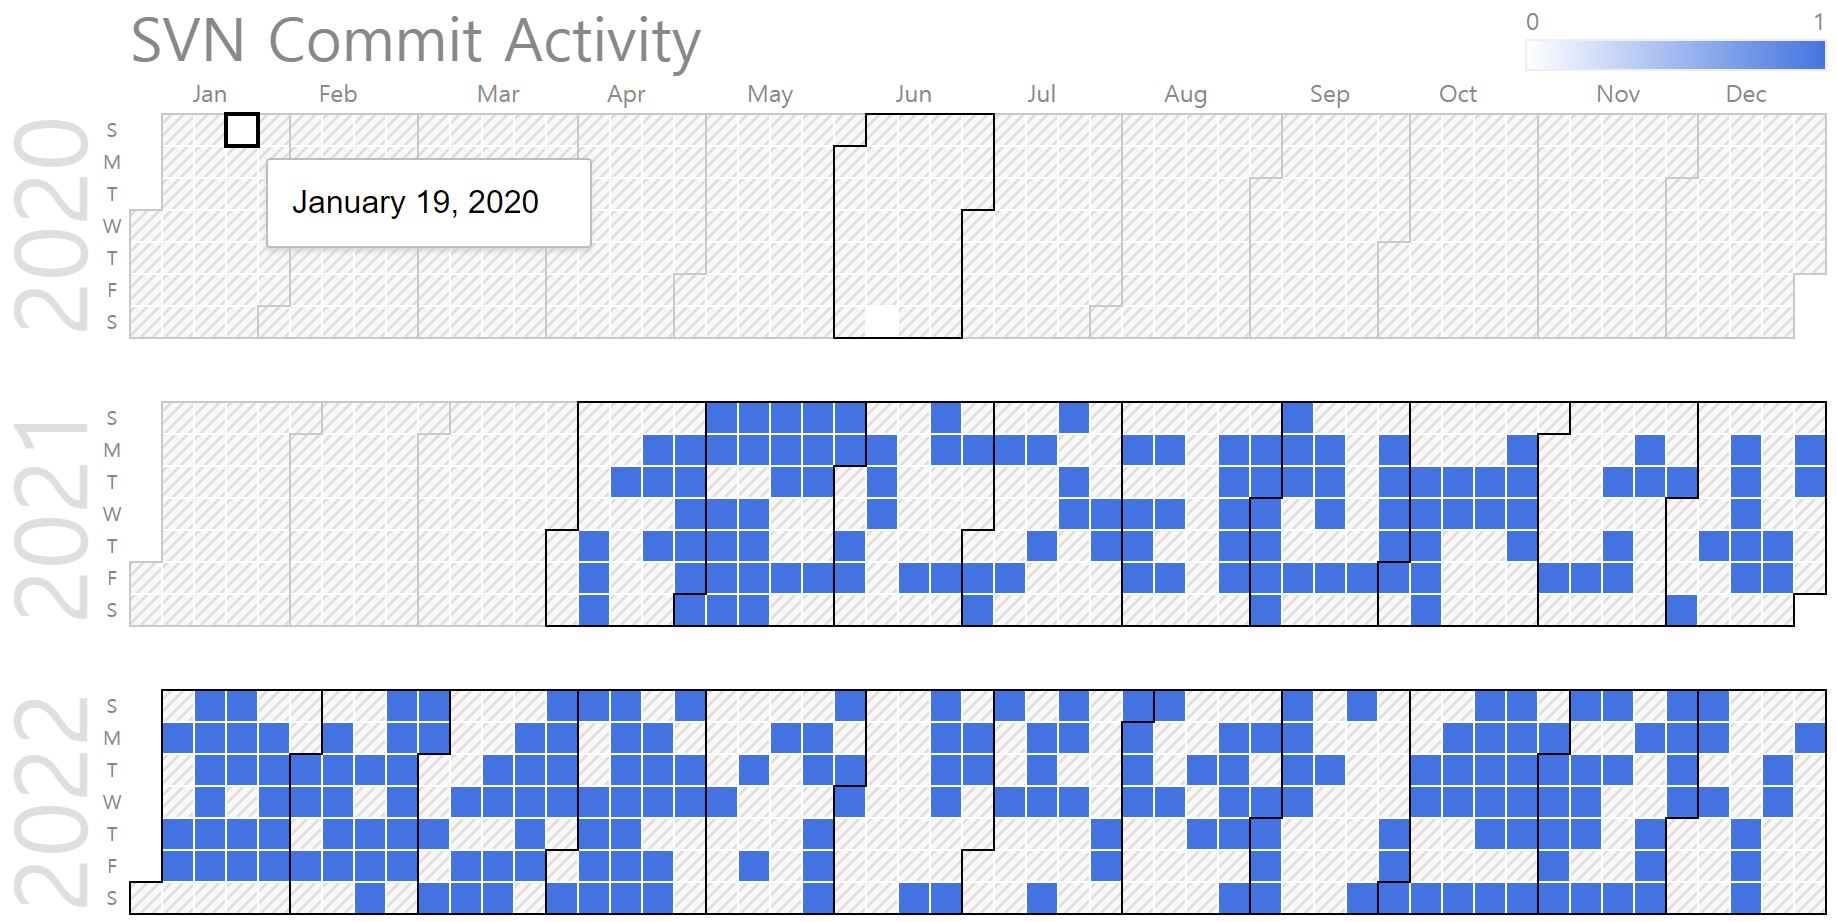 SVN Commit Activity
0 1
Jan Feb Mar Apr May Jun Jul Aug Sep Oct Nov Dec
2020
S
M
T
W
T
F
S
January 19, 2020
2021
S
M
T
W
T
F
S
2022
S
M
T
W
T
F
S